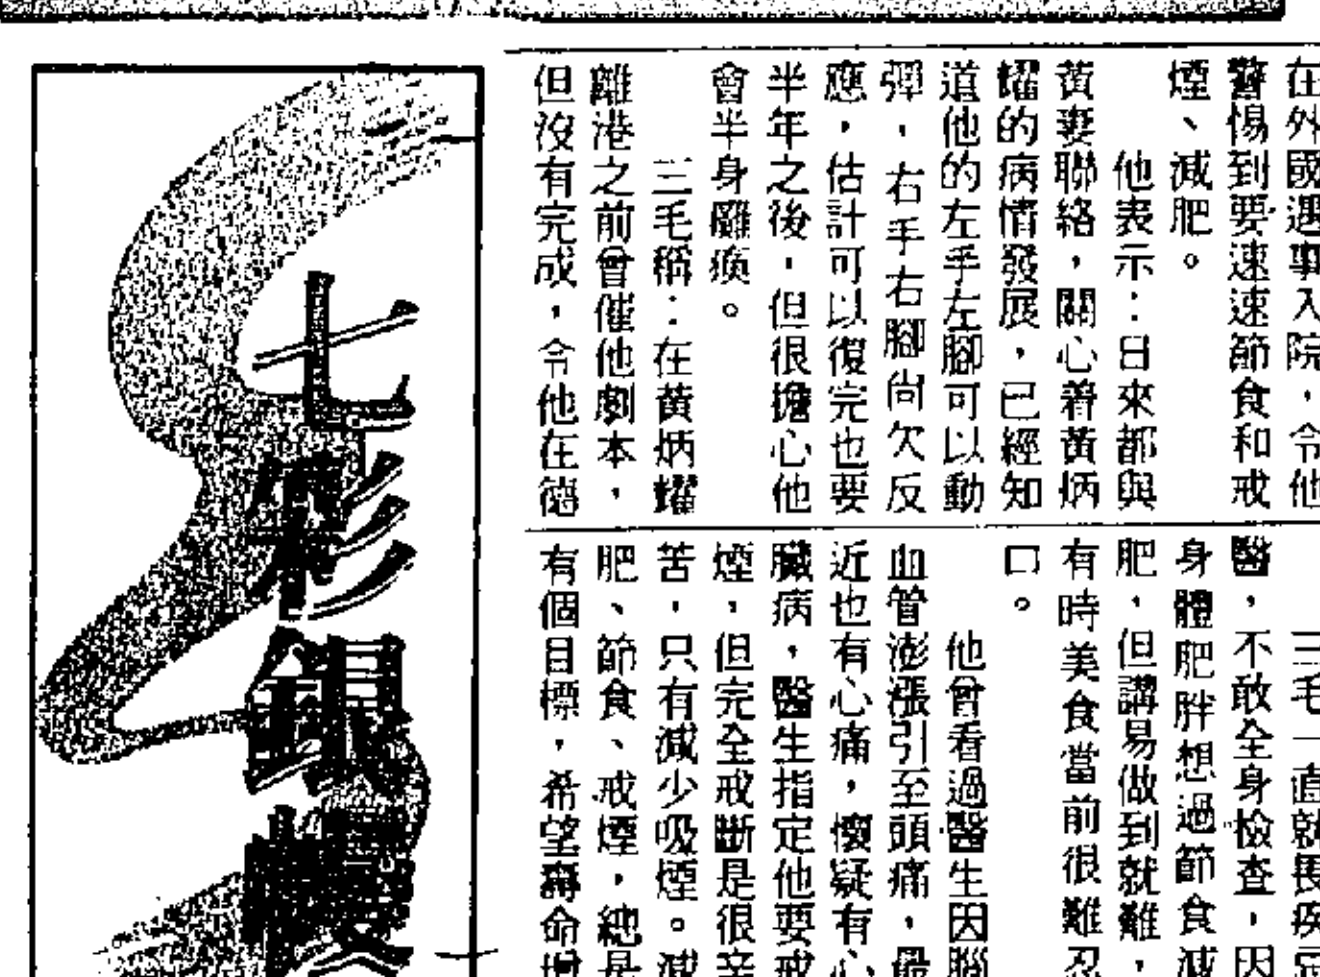 在外國遇事入院，令他
警惕到要速速節食和戒
煙、減肥。
他表示：日來都與
黃妻聯絡，關心着黃炳
耀的病情發展，已經知
道他的左手左腳可以動
彈，右手右腳尚欠反
應，估計可以復完也要
半年之後，但很擔心他
會半身癱瘓。
三毛稱：在黃炳耀
離港之前曾催他劇本，
但沒有完成，令他在德
三毛一直就畏疾忌
醫，不敢全身檢查，因
身體肥胖想過節食減
肥，但講易做到就難，
有時美食當前很難忍
口。
他曾看過醫生因腦
血管澎漲引至頭痛，最
近也有心痛，懷疑有心
臟病，醫生指定他要戒
煙，但完全戒斷是很辛
苦，只有減少吸煙。減
肥、節食、戒煙，總是
有個目標，希望壽命增
七彩銀幔